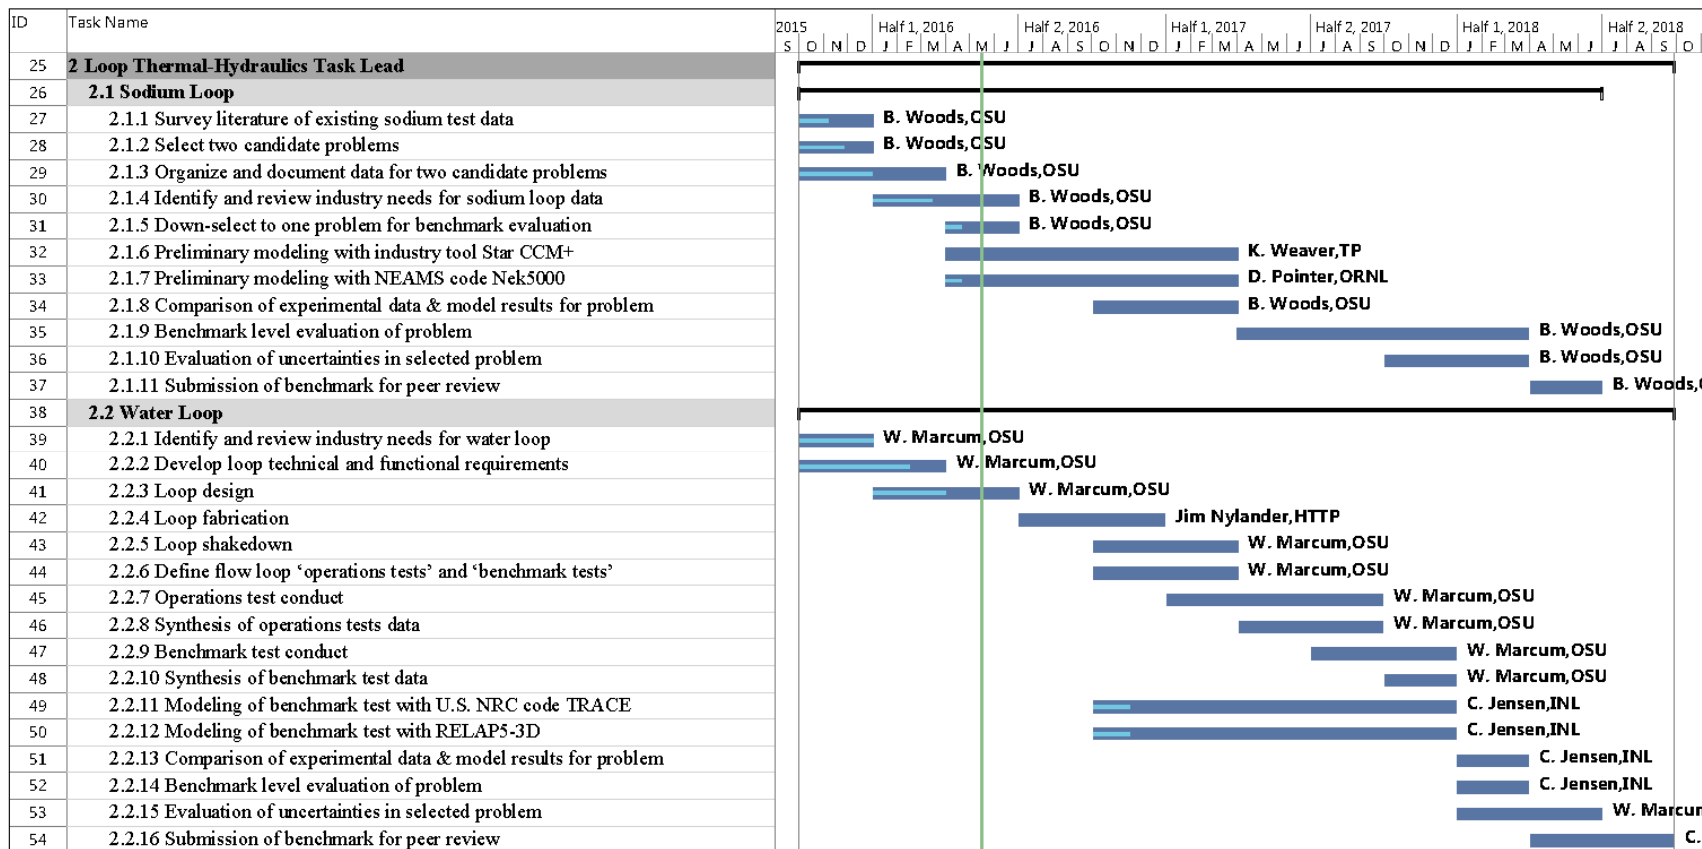 ID Task Name 2015 Half 1, 2016 Half 2, 2016 Half 1, 2017 Half 2, 2017 Half 1, 2018 Half 2, 2018
S O N D J F M A M J J A S O N D J F M A M J J A S O N D J F M A M J J A S O
25 2 Loop Thermal-Hydraulics Task Lead
26 2.1 Sodium Loop
27 2.1.1 Survey literature of existing sodium test data B. Woods,OSU
28 2.1.2 Select two candidate problems B. Woods,OSU
29 2.1.3 Organize and document data for two candidate problems B. Woods,OSU
30 2.1.4 Identify and review industry needs for sodium loop data B. Woods,OSU
31 2.1.5 Down-select to one problem for benchmark evaluation B. Woods,OSU
32 2.1.6 Preliminary modeling with industry tool Star CCM+ K. Weaver,TP
33 2.1.7 Preliminary modeling with NEAMS code Nek5000 D. Pointer,ORNL
34 2.1.8 Comparison of experimental data & model results for problem B. Woods,OSU
35 2.1.9 Benchmark level evaluation of problem B. Woods,OSU
36 2.1.10 Evaluation of uncertainties in selected problem B. Woods,OSU
37 2.1.11 Submission of benchmark for peer review B. Woods,
38 2.2 Water Loop
39 2.2.1 Identify and review industry needs for water loop W. Marcum,OSU
40 2.2.2 Develop loop technical and functional requirements W. Marcum,OSU
41 2.2.3 Loop design W. Marcum,OSU
42 2.2.4 Loop fabrication Jim Nylander,HTTP
43 2.2.5 Loop shakedown W. Marcum,OSU
44 2.2.6 Define flow loop ‘operations tests’ and ‘benchmark tests’ W. Marcum,OSU
45 2.2.7 Operations test conduct W. Marcum,OSU
46 2.2.8 Synthesis of operations tests data W. Marcum,OSU
47 2.2.9 Benchmark test conduct W. Marcum,OSU
48 2.2.10 Synthesis of benchmark test data W. Marcum,OSU
49 2.2.11 Modeling of benchmark test with U.S. NRC code TRACE C. Jensen,INL
50 2.2.12 Modeling of benchmark test with RELAP5-3D C. Jensen,INL
51 2.2.13 Comparison of experimental data & model results for problem C. Jensen,INL
52 2.2.14 Benchmark level evaluation of problem C. Jensen,INL
53 2.2.15 Evaluation of uncertainties in selected problem W. Marcum
54 2.2.16 Submission of benchmark for peer review C.